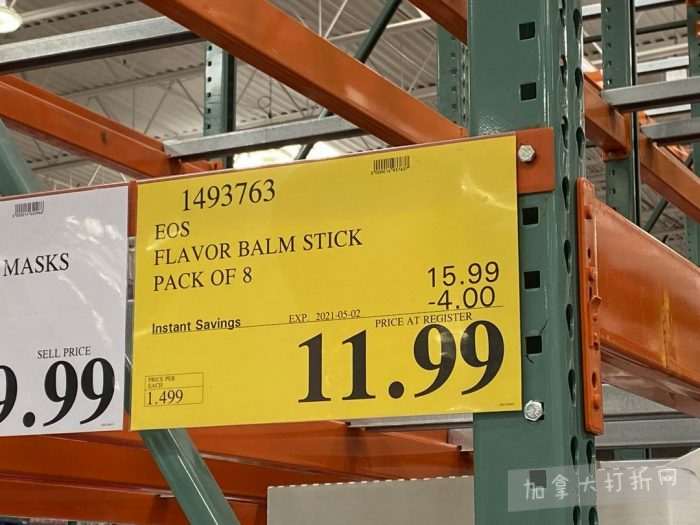 1493763
EOS
FLAVOR BALM STICK
PACK OF 8
15.99
-4.00
Instant Savings
EXP. 2021-05-02
PRICE AT REGISTER
11.99
PRICE PER
EACH
1.499
MASKS
SELL PRICE
9.99
加拿大打折网